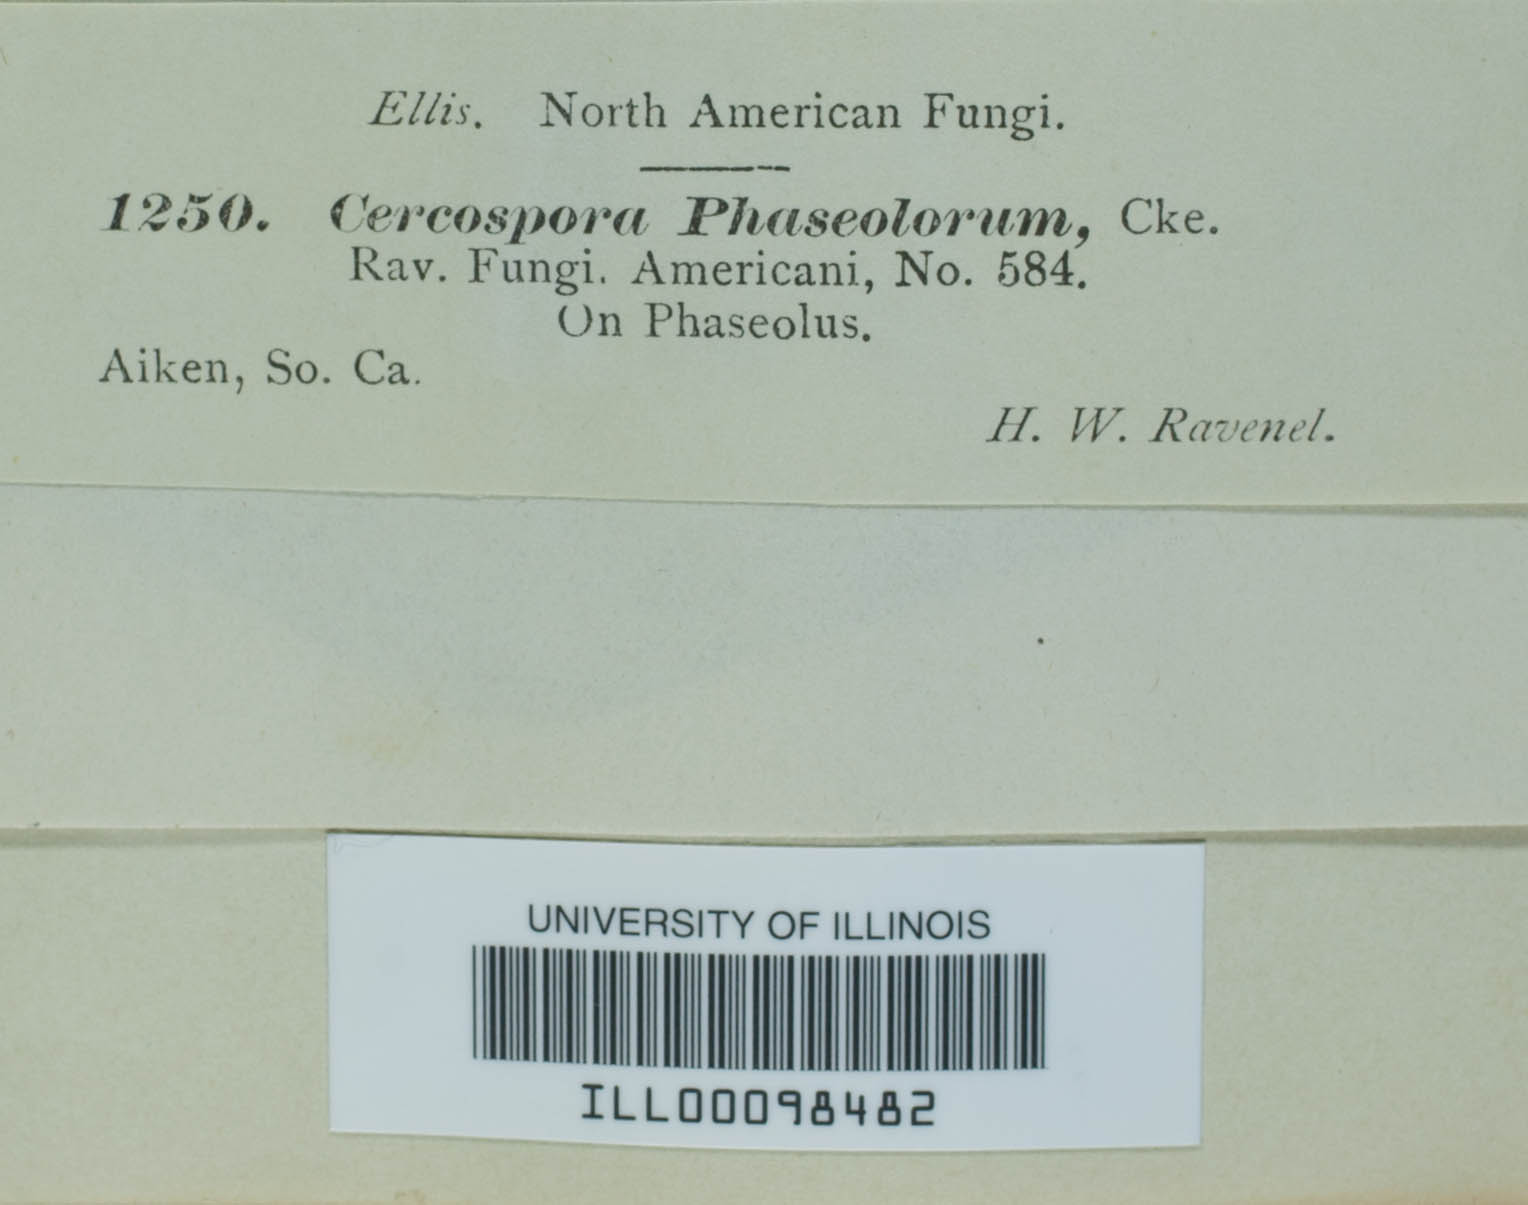 Ellis. North American Fungi.
1250. Cercospora Phaseolorum, Cke.
Rav. Fungi. Americani, No. 584.
On Phaseolus.
Aiken, So. Ca.
H. W. Ravenel.
UNIVERSITY OF ILLINOIS
ILL00098482